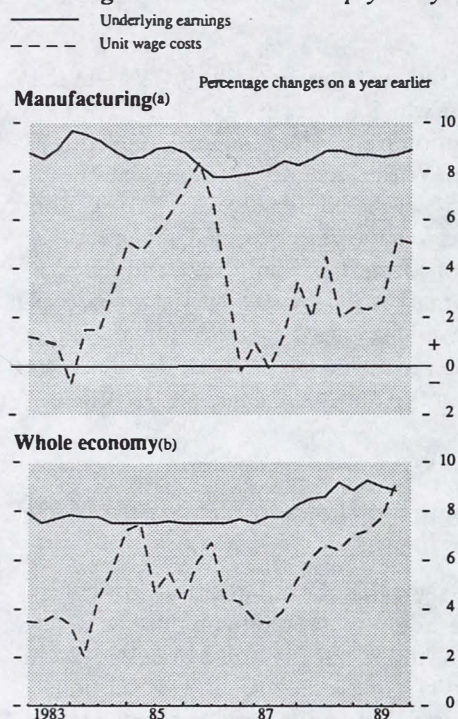 Underlying earnings
Unit wage costs
Percentage changes on a year earlier
Manufacturing(a)
10
8
6
4
2
+
0
−
2
Whole economy(b)
10
8
6
4
2
0
1983 85 87 89